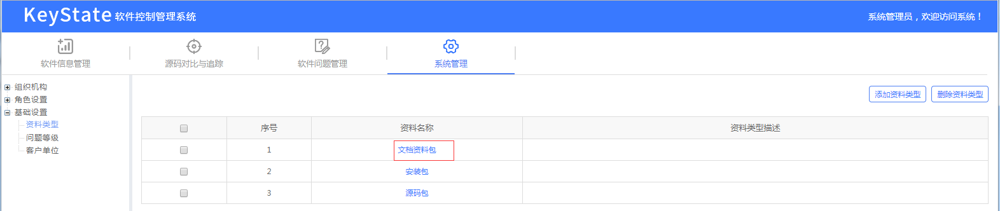 KeyState 软件控制管理系统
系统管理员，欢迎访问系统！
软件信息管理 源码对比与追踪 软件问题管理 系统管理
组织机构
角色设置
基础设置
资料类型
问题等级
客户单位
添加资料类型 删除资料类型
序号 资料名称 资料类型描述
1 文档资料包
2 安装包
3 源码包